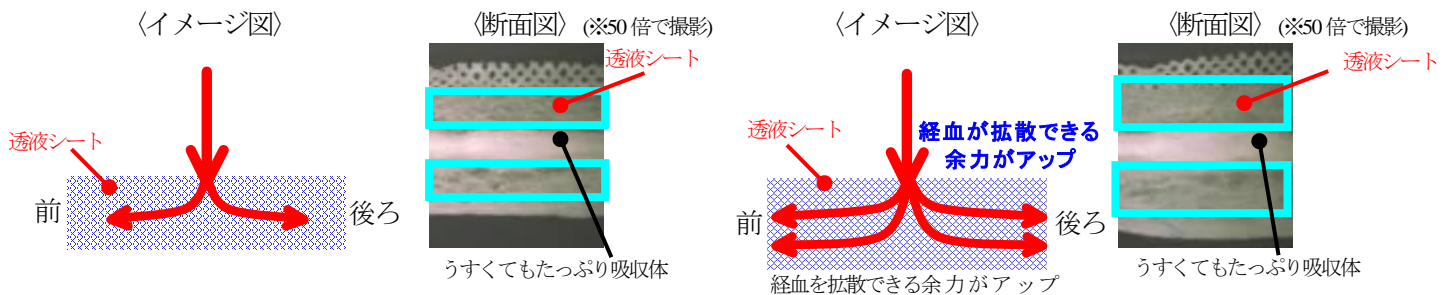 〈イメージ図〉
透液シート
前
後ろ
〈断面図〉 (※50 倍で撮影)
透液シート
うすくてもたっぷり吸収体
〈イメージ図〉
透液シート
経血が拡散できる
余力がアップ
前
後ろ
経血を拡散できる余力がアップ
〈断面図〉 (※50 倍で撮影)
透液シート
うすくてもたっぷり吸収体